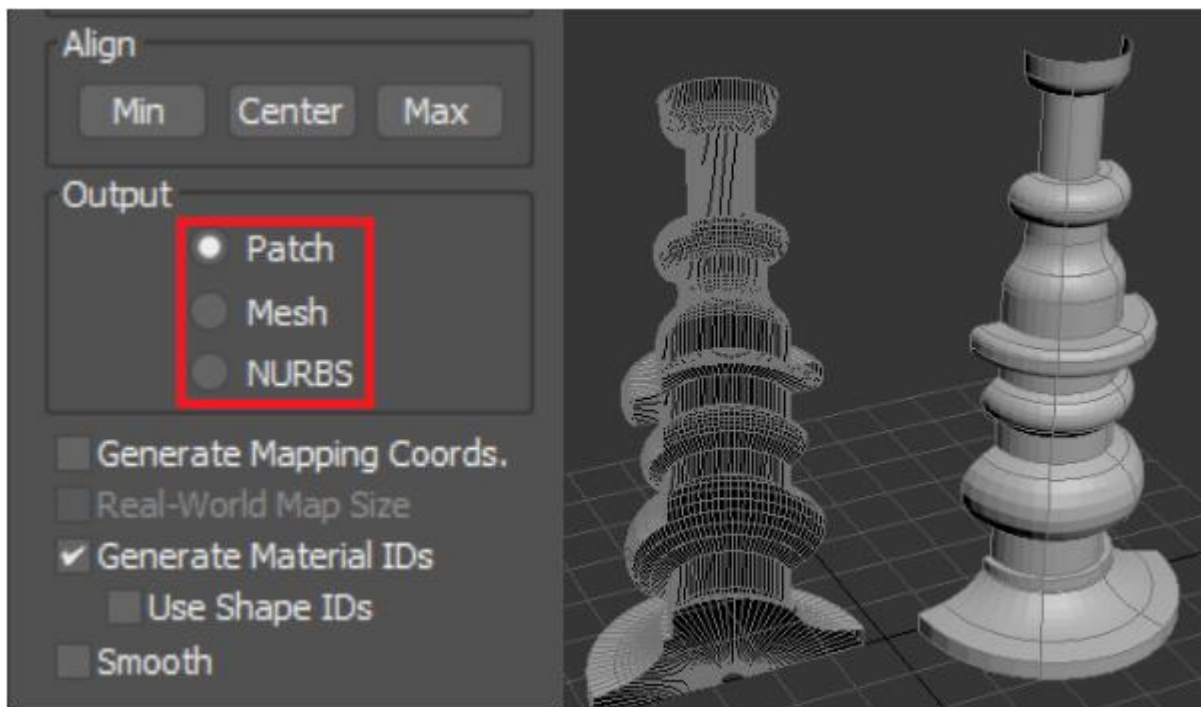 Align
Min Center Max
Output
Patch
Mesh
NURBS
Generate Mapping Coords.
Real-World Map Size
Generate Material IDs
Use Shape IDs
Smooth